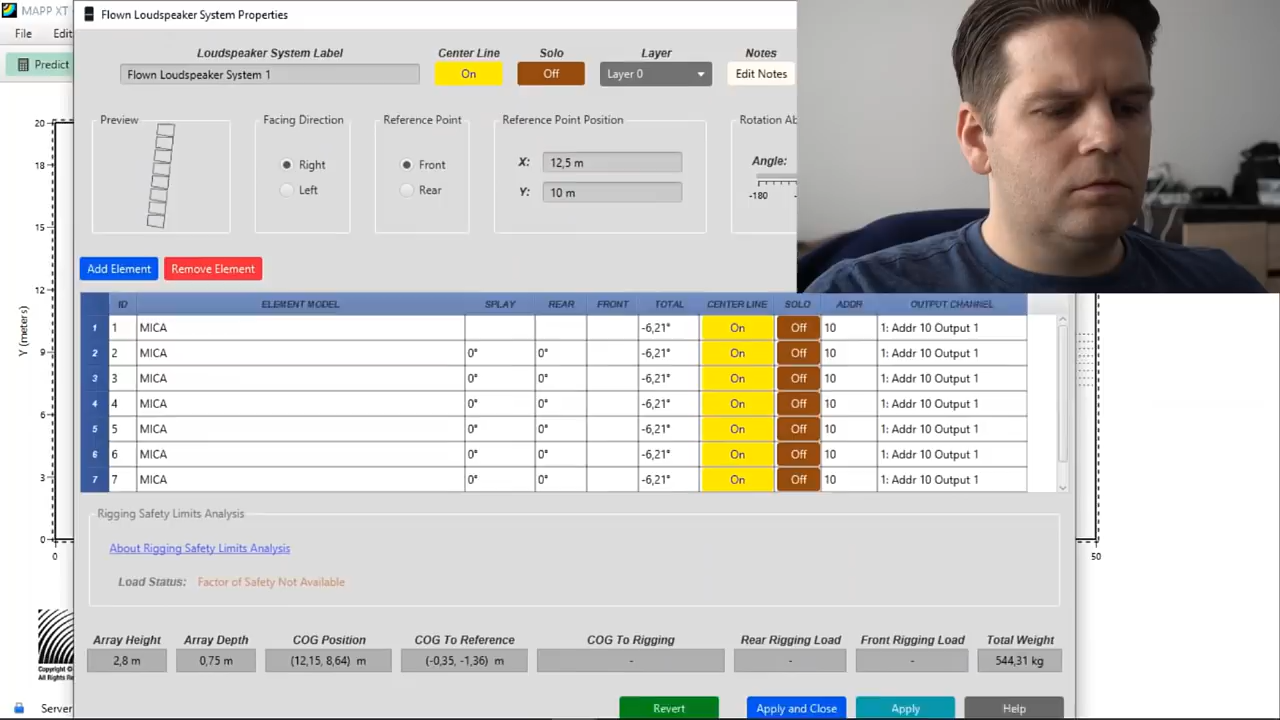 MAPP XT
Flown Loudspeaker System Properties
File
Edit
Predict
Loudspeaker System Label
Center Line
Solo
Layer
Notes
Flown Loudspeaker System 1
On
Off
Layer 0
Edit Notes
Preview
Facing Direction
Reference Point
Reference Point Position
Rotation Ab
Right
Left
Front
Rear
X:
12,5 m
Y:
10 m
Angle:
-180
Add Element
Remove Element
ID ELEMENT MODEL SPLAY REAR FRONT TOTAL CENTER LINE SOLO ADDR OUTPUT CHANNEL
1 1 MICA -6,21° On Off 10 1: Addr 10 Output 1
2 2 MICA 0° 0° -6,21° On Off 10 1: Addr 10 Output 1
3 3 MICA 0° 0° -6,21° On Off 10 1: Addr 10 Output 1
4 4 MICA 0° 0° -6,21° On Off 10 1: Addr 10 Output 1
5 5 MICA 0° 0° -6,21° On Off 10 1: Addr 10 Output 1
6 6 MICA 0° 0° -6,21° On Off 10 1: Addr 10 Output 1
7 7 MICA 0° 0° -6,21° On Off 10 1: Addr 10 Output 1
Rigging Safety Limits Analysis
About Rigging Safety Limits Analysis
Load Status: Factor of Safety Not Available
Array Height Array Depth COG Position COG To Reference COG To Rigging Rear Rigging Load Front Rigging Load Total Weight
2,8 m 0,75 m (12,15, 8,64) m (-0,35, -1,36) m - - - 544,31 kg
Revert
Apply and Close
Apply
Help
Y (meters)
20
18
15
12
9
6
3
0
0
50
Copyright ©
All Rights Re
Server